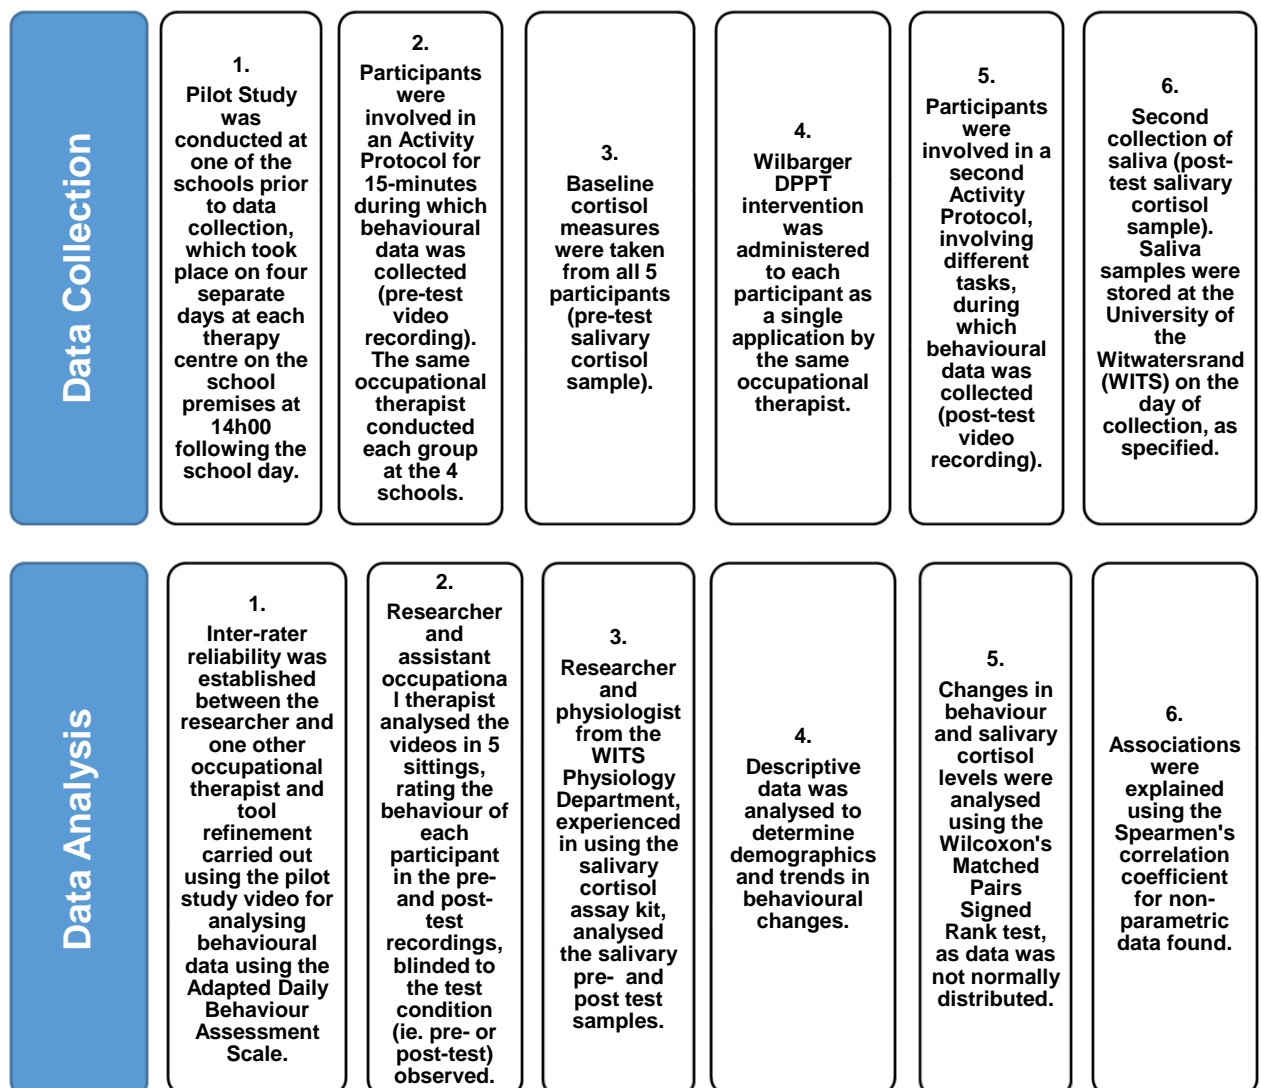 Data Collection
1.
Pilot Study
was
conducted at
one of the
schools prior
to data
collection,
which took
place on four
separate
days at each
therapy
centre on the
school
premises at
14h00
following the
school day.
2.
Participants
were
involved in
an Activity
Protocol for
15-minutes
during which
behavioural
data was
collected
(pre-test
video
recording).
The same
occupational
therapist
conducted
each group
at the 4
schools.
3.
Baseline
cortisol
measures
were taken
from all 5
participants
(pre-test
salivary
cortisol
sample).
4.
Wilbarger
DPPT
intervention
was
administered
to each
participant as
a single
application by
the same
occupational
therapist.
5.
Participants
were
involved in a
second
Activity
Protocol,
involving
different
tasks,
during
which
behavioural
data was
collected
(post-test
video
recording).
6.
Second
collection of
saliva (post-
test salivary
cortisol
sample).
Saliva
samples were
stored at the
University of
the
Witwatersrand
(WITS) on the
day of
collection, as
specified.
Data Analysis
1.
Inter-rater
reliability was
established
between the
researcher and
one other
occupational
therapist and
tool
refinement
carried out
using the pilot
study video for
analysing
behavioural
data using the
Adapted Daily
Behaviour
Assessment
Scale.
2.
Researcher
and
assistant
occupationa
l therapist
analysed the
videos in 5
sittings,
rating the
behaviour of
each
participant
in the pre-
and post-
test
recordings,
blinded to
the test
condition
(ie. pre- or
post-test)
observed.
3.
Researcher
and
physiologist
from the
WITS
Physiology
Department,
experienced
in using the
salivary
cortisol
assay kit,
analysed
the salivary
pre- and
post test
samples.
4.
Descriptive
data was
analysed to
determine
demographics
and trends in
behavioural
changes.
5.
Changes in
behaviour
and salivary
cortisol
levels were
analysed
using the
Wilcoxon's
Matched
Pairs
Signed
Rank test,
as data was
not normally
distributed.
6.
Associations
were
explained
using the
Spearmen's
correlation
coefficient
for non-
parametric
data found.